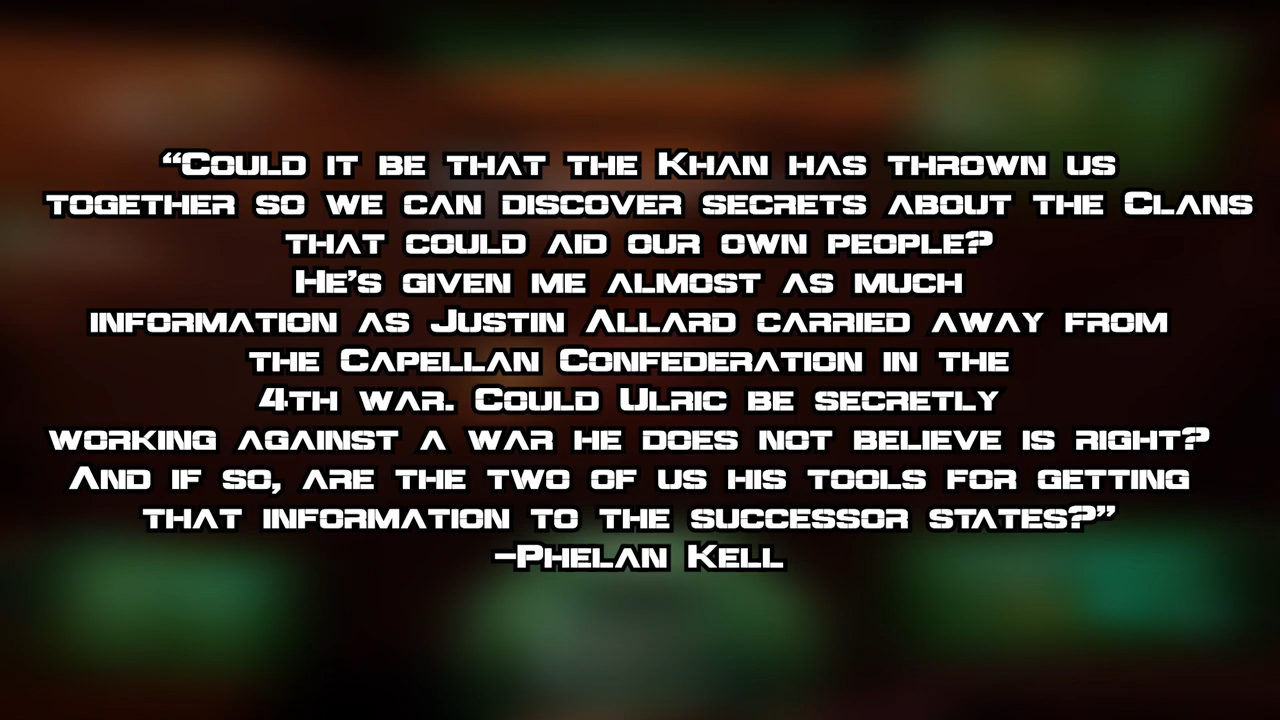 “Could it be that the Khan has thrown us
together so we can discover secrets about the Clans
that could aid our own people?
He’s given me almost as much
information as Justin Allard carried away from
the Capellan Confederation in the
4th war. Could Ulric be secretly
working against a war he does not believe is right?
And if so, are the two of us his tools for getting
that information to the successor states?”
–Phelan Kell